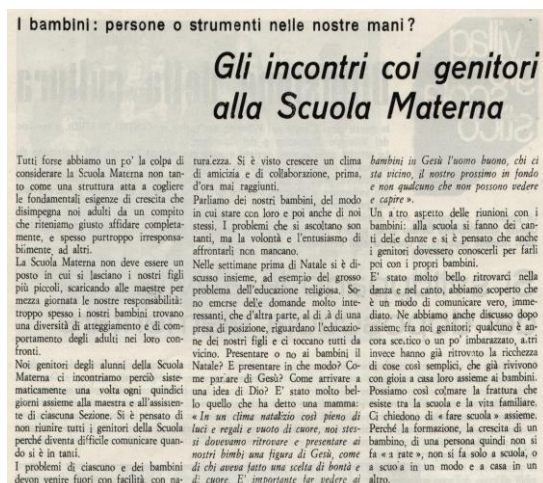 I bambini: persone o strumenti nelle nostre mani?
Gli incontri coi genitori
alla Scuola Materna
Tutti forse abbiamo un po' la colpa di
considerare la Scuola Materna non tan-
to come una struttura atta a cogliere
le fondamentali esigenze di crescita che
disimpegna noi adulti da un compito
che riteniamo giusto affidare completa-
mente, e spesso purtroppo irresponsa-
bilmente ad altri.
La Scuola Materna non deve essere un
posto in cui si lasciano i nostri figli
più piccoli, scaricando alle maestre per
mezza giornata le nostre responsabilità:
troppo spesso i nostri bambini trovano
una diversità di atteggiamento e di com-
portamento degli adulti nei loro con-
fronti.
Noi genitori degli alunni della Scuola
Materna ci incontriamo perciò siste-
maticamente una volta ogni quindici
giorni assieme alla maestra e all'assisten-
te di ciascuna Sezione. Si è pensato di
non riunire tutti i genitori della Scuola
perché diventa difficile comunicare quan-
do si è in tanti.
I problemi di ciascuno e dei bambini
devon venire fuori con facilità, con na-
turalezza. Si è visto crescere un clima
di amicizia e di collaborazione, prima,
d'ora mai raggiunti.
Parliamo dei nostri bambini, del modo
in cui stare con loro e poi anche di noi
stessi. I problemi che si ascoltano son
tanti, ma la volontà e l'entusiasmo di
affrontarli non mancano.
Nelle settimane prima di Natale si è di-
scusso insieme, ad esempio del grosso
problema dell'educazione religiosa. So-
no emerse delle domande molto inte-
ressanti, che d'altra parte, al di là di una
presa di posizione, riguardano l'educazio-
ne dei nostri figli e ci toccano tutti da
vicino. Presentare o no ai bambini il
Natale? E presentare in che modo? Co-
me parlare di Gesù? Come arrivare a
una idea di Dio? E' stato molto bel-
lo quello che ha detto una mamma:
« In un clima natalizio così pieno di
luci e regali e vuoto di cuore, noi stes-
si dovevamo ritrovare e presentare ai
nostri bimbi una figura di Gesù, come
di chi aveva fatto una scelta di bontà e
di cuore. E' importante far vedere ai
bambini in Gesù l'uomo buono, chi ci
sta vicino, il nostro prossimo in fondo
e non qualcuno che non possono vedere
e capire ».
Un altro aspetto delle riunioni con i
bambini: alla scuola si fanno dei can-
ti delle danze e si è pensato che anche
i genitori dovessero conoscerli per farli
poi con i propri bambini.
E' stato molto bello ritrovarci nella
danza e nel canto, abbiamo scoperto che
è un modo di comunicare vero, imme-
diato. Ne abbiamo anche discusso dopo
assieme fra noi genitori; qualcuno è an-
cora scettico o un po' imbarazzato, altri
invece hanno già ritrovato la ricchezza
di cose così semplici, che già rivivono
con gioia a casa loro assieme ai bambini.
Possiamo così colmare la frattura che
esiste tra la scuola e la vita familiare.
Ci chiedono di « fare scuola » assieme.
Perché la formazione, la crescita di un
bambino, di una persona quindi non si
fa « a rate », non si fa solo a scuola, o
a scuola in un modo e a casa in un
altro.